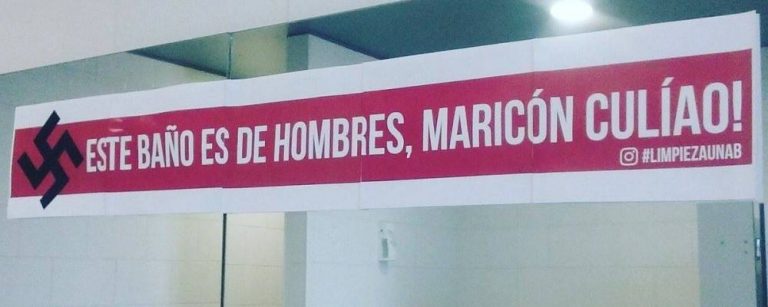 ESTE BAÑO ES DE HOMBRES, MARICÓN CULÍAO!
#LIMPIEZAUNAB